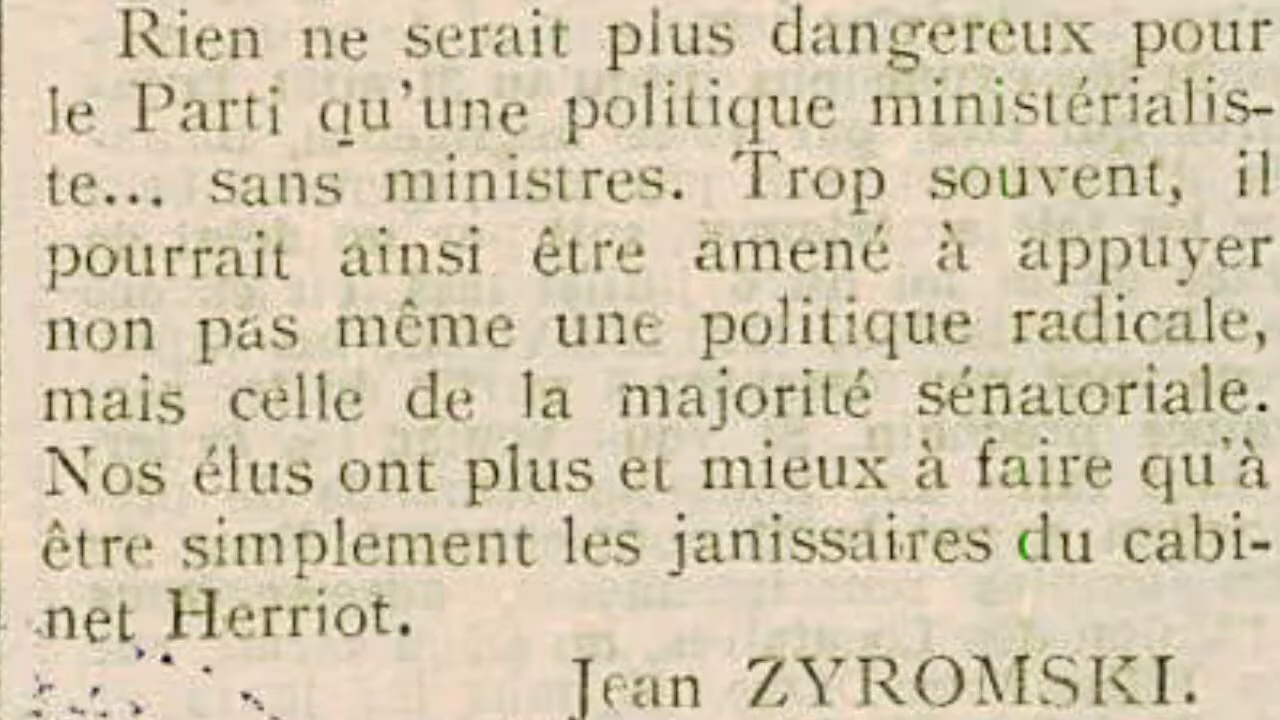 Rien ne serait plus dangereux pour
le Parti qu'une politique ministérialis-
te... sans ministres. Trop souvent, il
pourrait ainsi être amené à appuyer
non pas même une politique radicale,
mais celle de la majorité sénatoriale.
Nos élus ont plus et mieux à faire qu'à
être simplement les janissaires du cabi-
net Herriot.
Jean ZYROMSKI.